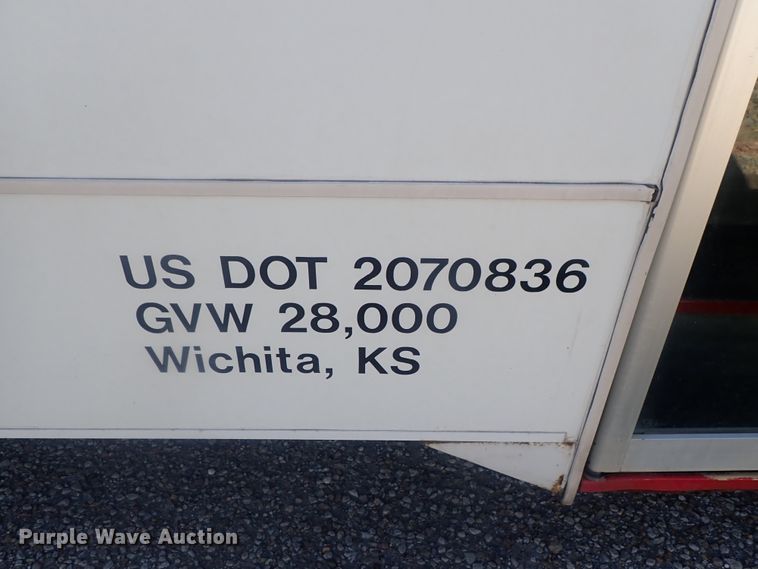 US DOT 2070836
GVW 28,000
Wichita, KS
Purple Wave Auction